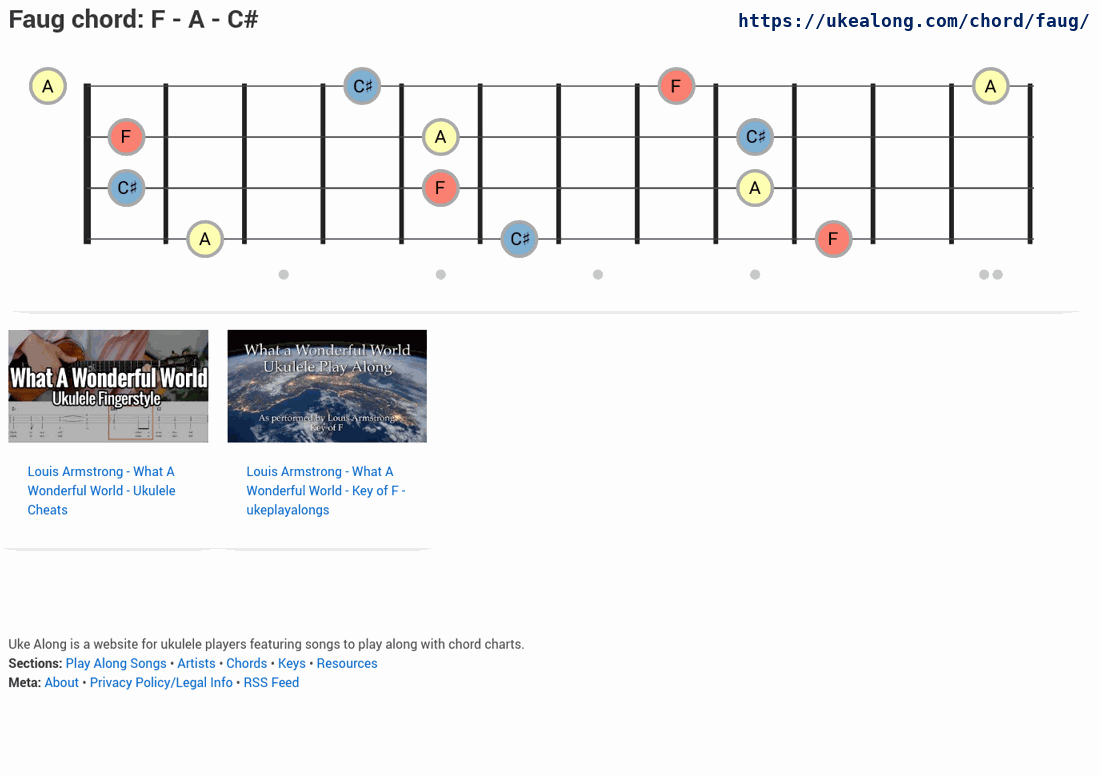 Faug chord: F - A - C#
https://ukealong.com/chord/faug/
A C♯ F A
F A C♯
C♯ F A
A C♯ F
What A Wonderful World
Ukulele Fingerstyle
What a Wonderful World
Ukulele Play Along
As performed by Louis Armstrong
Key of F
Louis Armstrong - What A
Wonderful World - Ukulele
Cheats
Louis Armstrong - What A
Wonderful World - Key of F -
ukeplayalongs
Uke Along is a website for ukulele players featuring songs to play along with chord charts.
Sections: Play Along Songs • Artists • Chords • Keys • Resources
Meta: About • Privacy Policy/Legal Info • RSS Feed